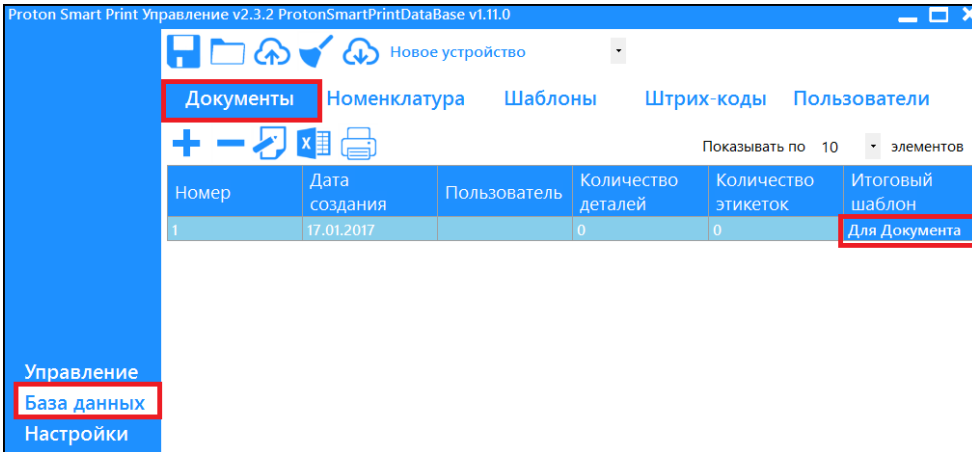 Proton Smart Print Управление v2.3.2 ProtonSmartPrintDataBase v1.11.0
Новое устройство
Документы Номенклатура Шаблоны Штрих-коды Пользователи
Показывать по 10 элементов
Номер Дата создания Пользователь Количество деталей Количество этикеток Итоговый шаблон
1 17.01.2017 0 0 Для Документа
Управление
База данных
Настройки